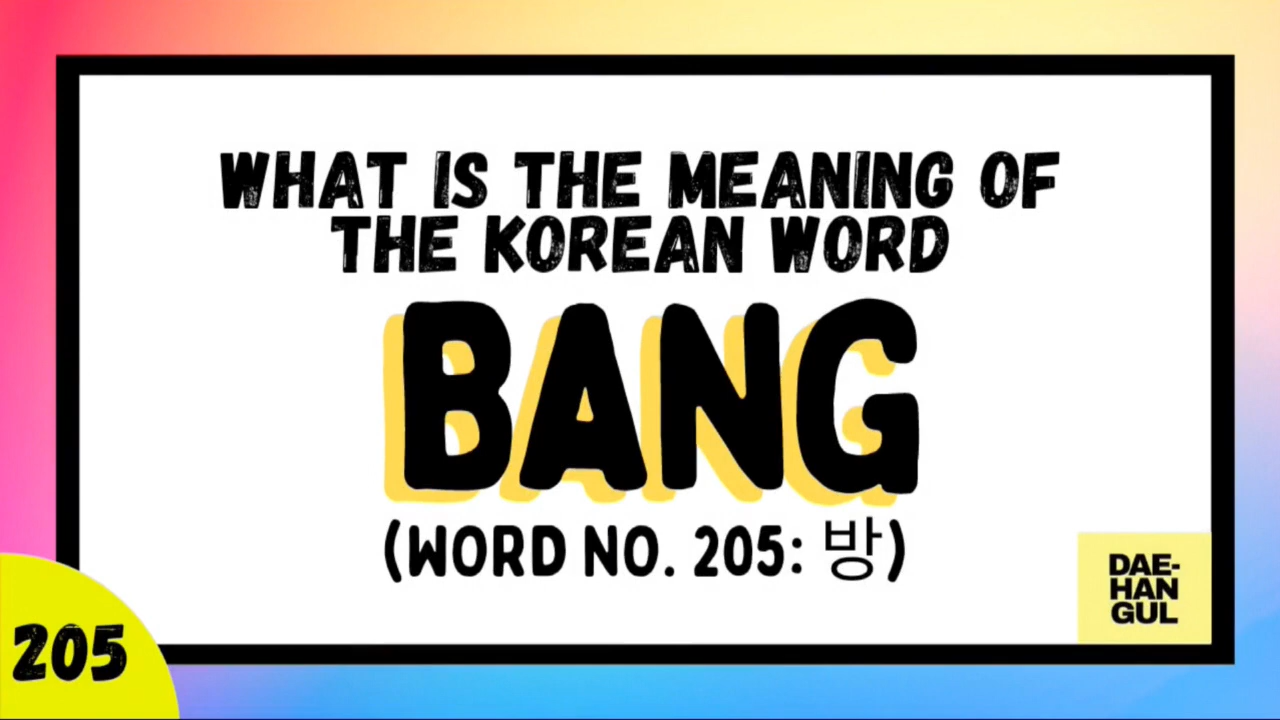 WHAT IS THE MEANING OF
THE KOREAN WORD
BANG
(WORD NO. 205: 방)
DAE-
HAN
GUL
205